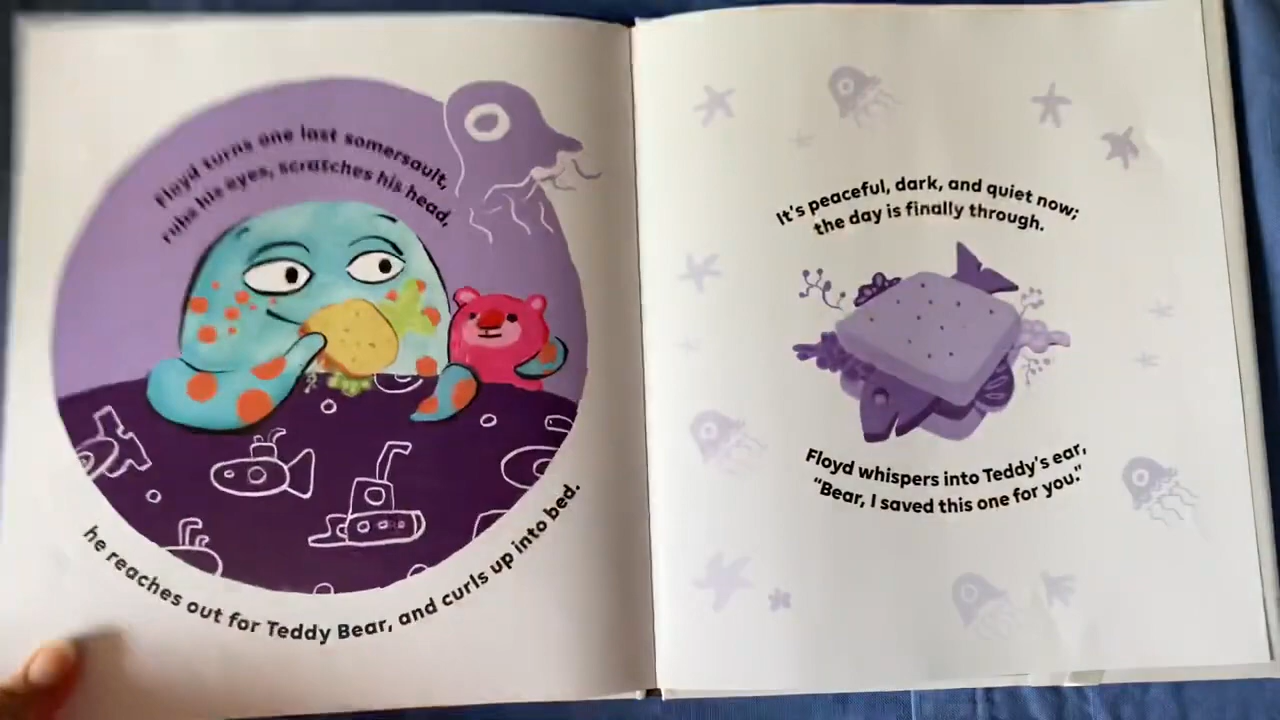 Floyd turns one last somersault,
rubs his eyes, scratches his head,
he reaches out for Teddy Bear, and curls up into bed.
It's peaceful, dark, and quiet now;
the day is finally through.
Floyd whispers into Teddy's ear,
"Bear, I saved this one for you."